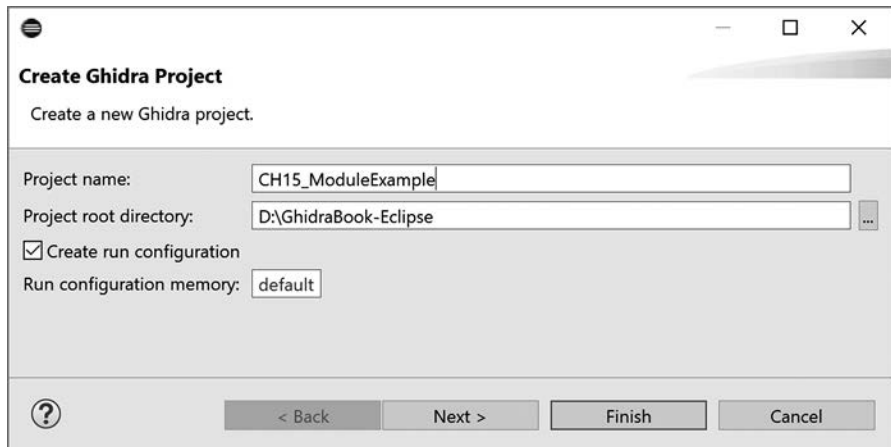 Create Ghidra Project
Create a new Ghidra project.
Project name: CH15_ModuleExample
Project root directory: D:\GhidraBook-Eclipse ...
Create run configuration
Run configuration memory: default
? < Back Next > Finish Cancel